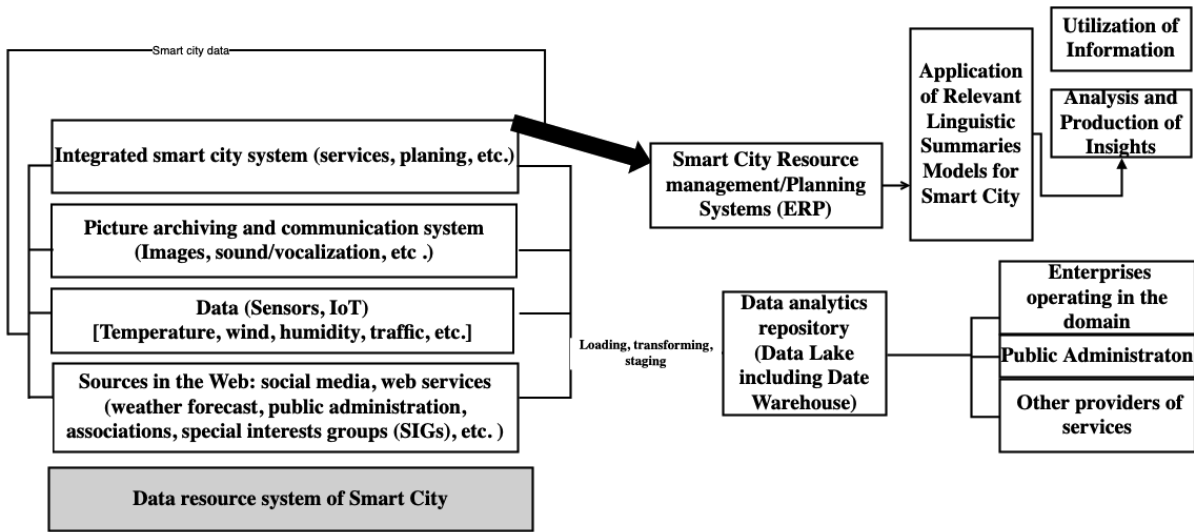 Smart city data
Integrated smart city system (services, planing, etc.)
Picture archiving and communication system
(Images, sound/vocalization, etc .)
Data (Sensors, IoT)
[Temperature, wind, humidity, traffic, etc.]
Sources in the Web: social media, web services
(weather forecast, public administration,
associations, special interests groups (SIGs), etc. )
Data resource system of Smart City
Loading, transforming,
staging
Smart City Resource
management/Planning
Systems (ERP)
Application
of Relevant
Linguistic
Summaries
Models for
Smart City
Utilization of
Information
Analysis and
Production of
Insights
Data analytics
repository
(Data Lake
including Date
Warehouse)
Enterprises
operating in the
domain
Public Administraton
Other providers of
services